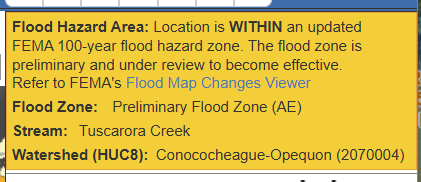 Flood Hazard Area: Location is WITHIN an updated
FEMA 100-year flood hazard zone. The flood zone is
preliminary and under review to become effective.
Refer to FEMA's Flood Map Changes Viewer
Flood Zone: Preliminary Flood Zone (AE)
Stream: Tuscarora Creek
Watershed (HUC8): Conococheague-Opequon (2070004)